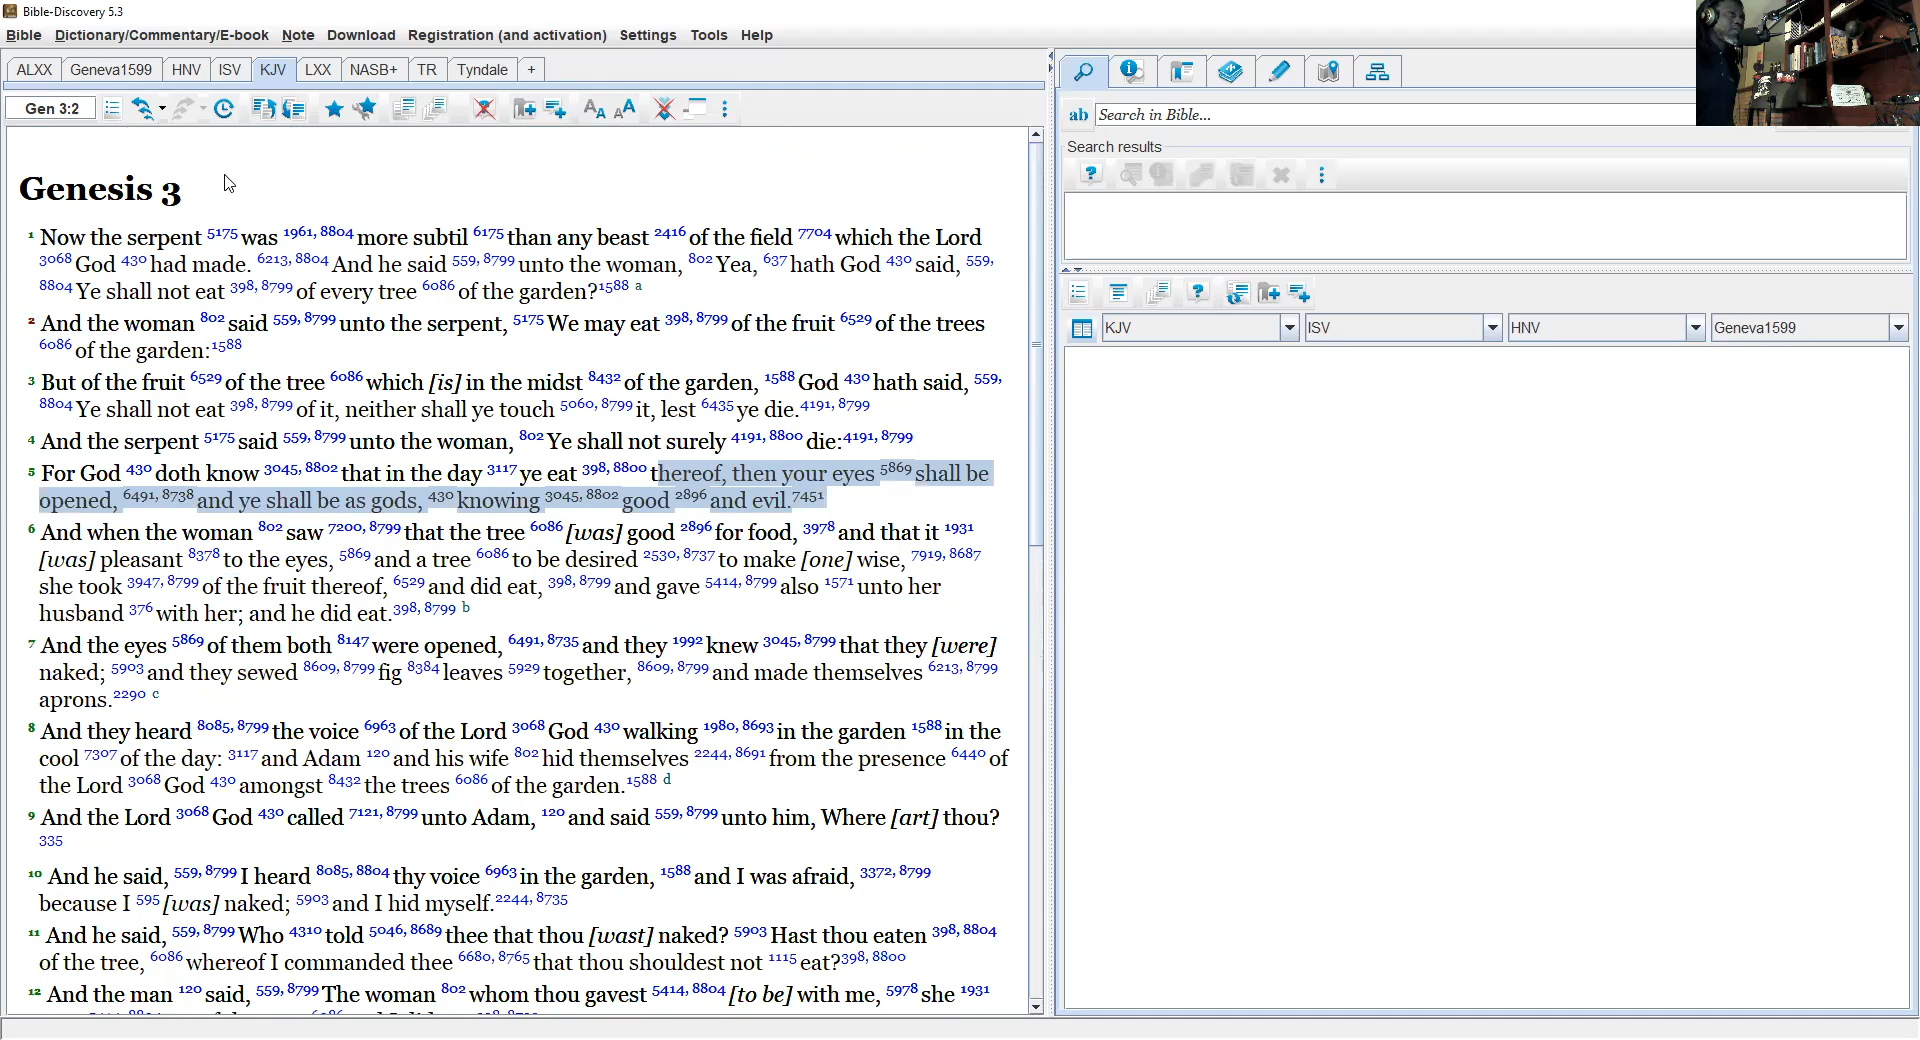 Bible-Discovery 5.3
Bible Dictionary/Commentary/E-book Note Download Registration (and activation) Settings Tools Help
ALXX Geneva1599 HNV ISV KJV LXX NASB+ TR Tyndale +
Gen 3:2
Genesis 3
1 Now the serpent 5175 was 1961, 8804 more subtil 6175 than any beast 2416 of the field 7704 which the Lord
3068 God 430 had made. 6213, 8804 And he said 559, 8799 unto the woman, 802 Yea, 637 hath God 430 said, 559,
8804 Ye shall not eat 398, 8799 of every tree 6086 of the garden?1588 a
2 And the woman 802 said 559, 8799 unto the serpent, 5175 We may eat 398, 8799 of the fruit 6529 of the trees
6086 of the garden:1588
3 But of the fruit 6529 of the tree 6086 which [is] in the midst 8432 of the garden, 1588 God 430 hath said, 559,
8804 Ye shall not eat 398, 8799 of it, neither shall ye touch 5060, 8799 it, lest 6435 ye die.4191, 8799
4 And the serpent 5175 said 559, 8799 unto the woman, 802 Ye shall not surely 4191, 8800 die:4191, 8799
5 For God 430 doth know 3045, 8802 that in the day 3117 ye eat 398, 8800 thereof, then your eyes 5869 shall be
opened, 6491, 8738 and ye shall be as gods, 430 knowing 3045, 8802 good 2896 and evil.7451
6 And when the woman 802 saw 7200, 8799 that the tree 6086 [was] good 2896 for food, 3978 and that it 1931
[was] pleasant 8378 to the eyes, 5869 and a tree 6086 to be desired 2530, 8737 to make [one] wise, 7919, 8687
she took 3947, 8799 of the fruit thereof, 6529 and did eat, 398, 8799 and gave 5414, 8799 also 1571 unto her
husband 376 with her; and he did eat.398, 8799 b
7 And the eyes 5869 of them both 8147 were opened, 6491, 8735 and they 1992 knew 3045, 8799 that they [were]
naked; 5903 and they sewed 8609, 8799 fig 8384 leaves 5929 together, 8609, 8799 and made themselves 6213, 8799
aprons.2290 c
8 And they heard 8085, 8799 the voice 6963 of the Lord 3068 God 430 walking 1980, 8693 in the garden 1588 in the
cool 7307 of the day: 3117 and Adam 120 and his wife 802 hid themselves 2244, 8691 from the presence 6440 of
the Lord 3068 God 430 amongst 8432 the trees 6086 of the garden.1588 d
9 And the Lord 3068 God 430 called 7121, 8799 unto Adam, 120 and said 559, 8799 unto him, Where [art] thou?
335
10 And he said, 559, 8799 I heard 8085, 8804 thy voice 6963 in the garden, 1588 and I was afraid, 3372, 8799
because I 595 [was] naked; 5903 and I hid myself.2244, 8735
11 And he said, 559, 8799 Who 4310 told 5046, 8689 thee that thou [wast] naked? 5903 Hast thou eaten 398, 8804
of the tree, 6086 whereof I commanded thee 6680, 8765 that thou shouldest not 1115 eat?398, 8800
12 And the man 120 said, 559, 8799 The woman 802 whom thou gavest 5414, 8804 [to be] with me, 5978 she 1931
ab Search in Bible...
Search results
KJV ISV HNV Geneva1599